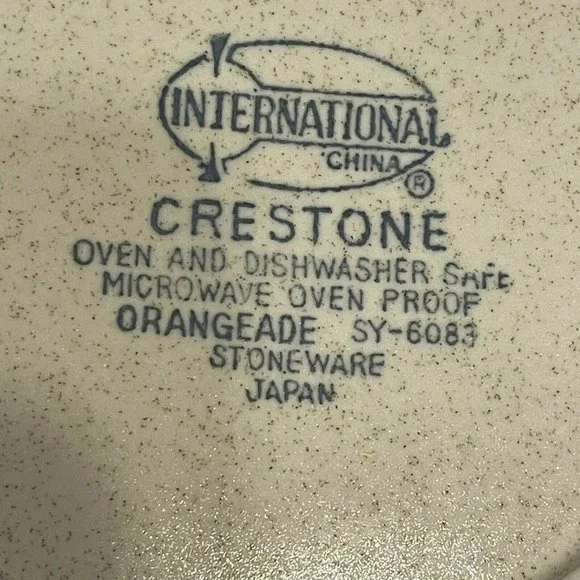 INTERNATIONAL
CHINA ®
CRESTONE
OVEN AND DISHWASHER SAFE
MICROWAVE OVEN PROOF
ORANGEADE SY-6083
STONEWARE
JAPAN